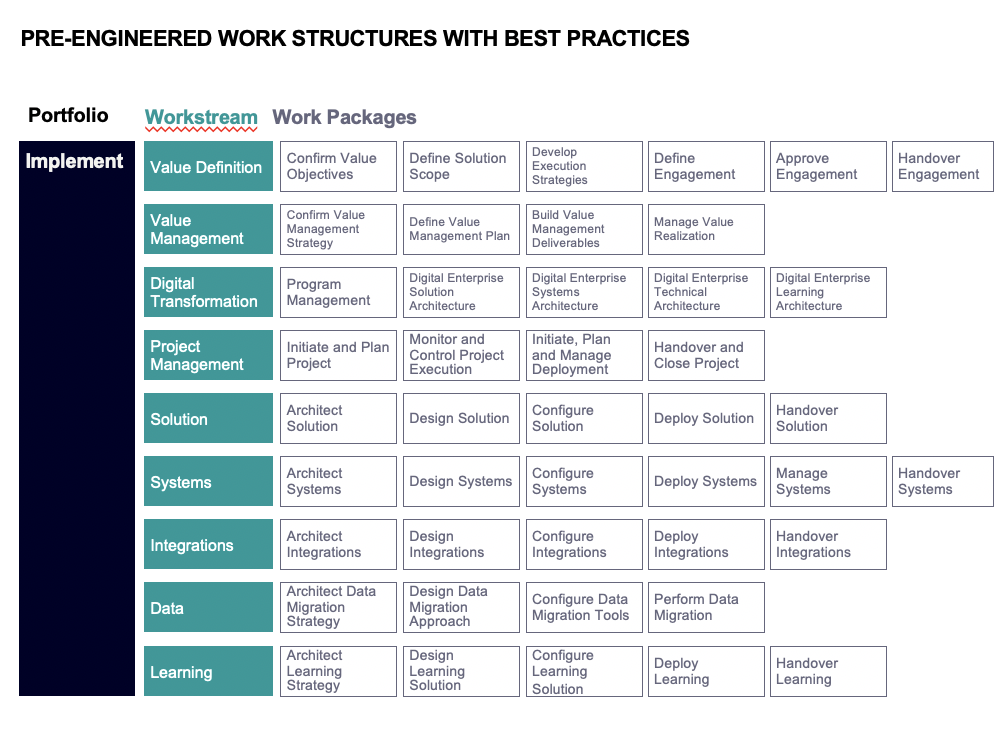 PRE-ENGINEERED WORK STRUCTURES WITH BEST PRACTICES
Portfolio
Workstream
Work Packages
Implement
Value Definition
Confirm Value
Objectives
Define Solution
Scope
Develop
Execution
Strategies
Define
Engagement
Approve
Engagement
Handover
Engagement
Value
Management
Confirm Value
Management
Strategy
Define Value
Management Plan
Build Value
Management
Deliverables
Manage Value
Realization
Digital
Transformation
Program
Management
Digital Enterprise
Solution
Architecture
Digital Enterprise
Systems
Architecture
Digital Enterprise
Technical
Architecture
Digital Enterprise
Learning
Architecture
Project
Management
Initiate and Plan
Project
Monitor and
Control Project
Execution
Initiate, Plan
and Manage
Deployment
Handover and
Close Project
Solution
Architect
Solution
Design Solution
Configure
Solution
Deploy Solution
Handover
Solution
Systems
Architect
Systems
Design Systems
Configure
Systems
Deploy Systems
Manage
Systems
Handover
Systems
Integrations
Architect
Integrations
Design
Integrations
Configure
Integrations
Deploy
Integrations
Handover
Integrations
Data
Architect Data
Migration
Strategy
Design Data
Migration
Approach
Configure Data
Migration Tools
Perform Data
Migration
Learning
Architect
Learning
Strategy
Design
Learning
Solution
Configure
Learning
Solution
Deploy
Learning
Handover
Learning